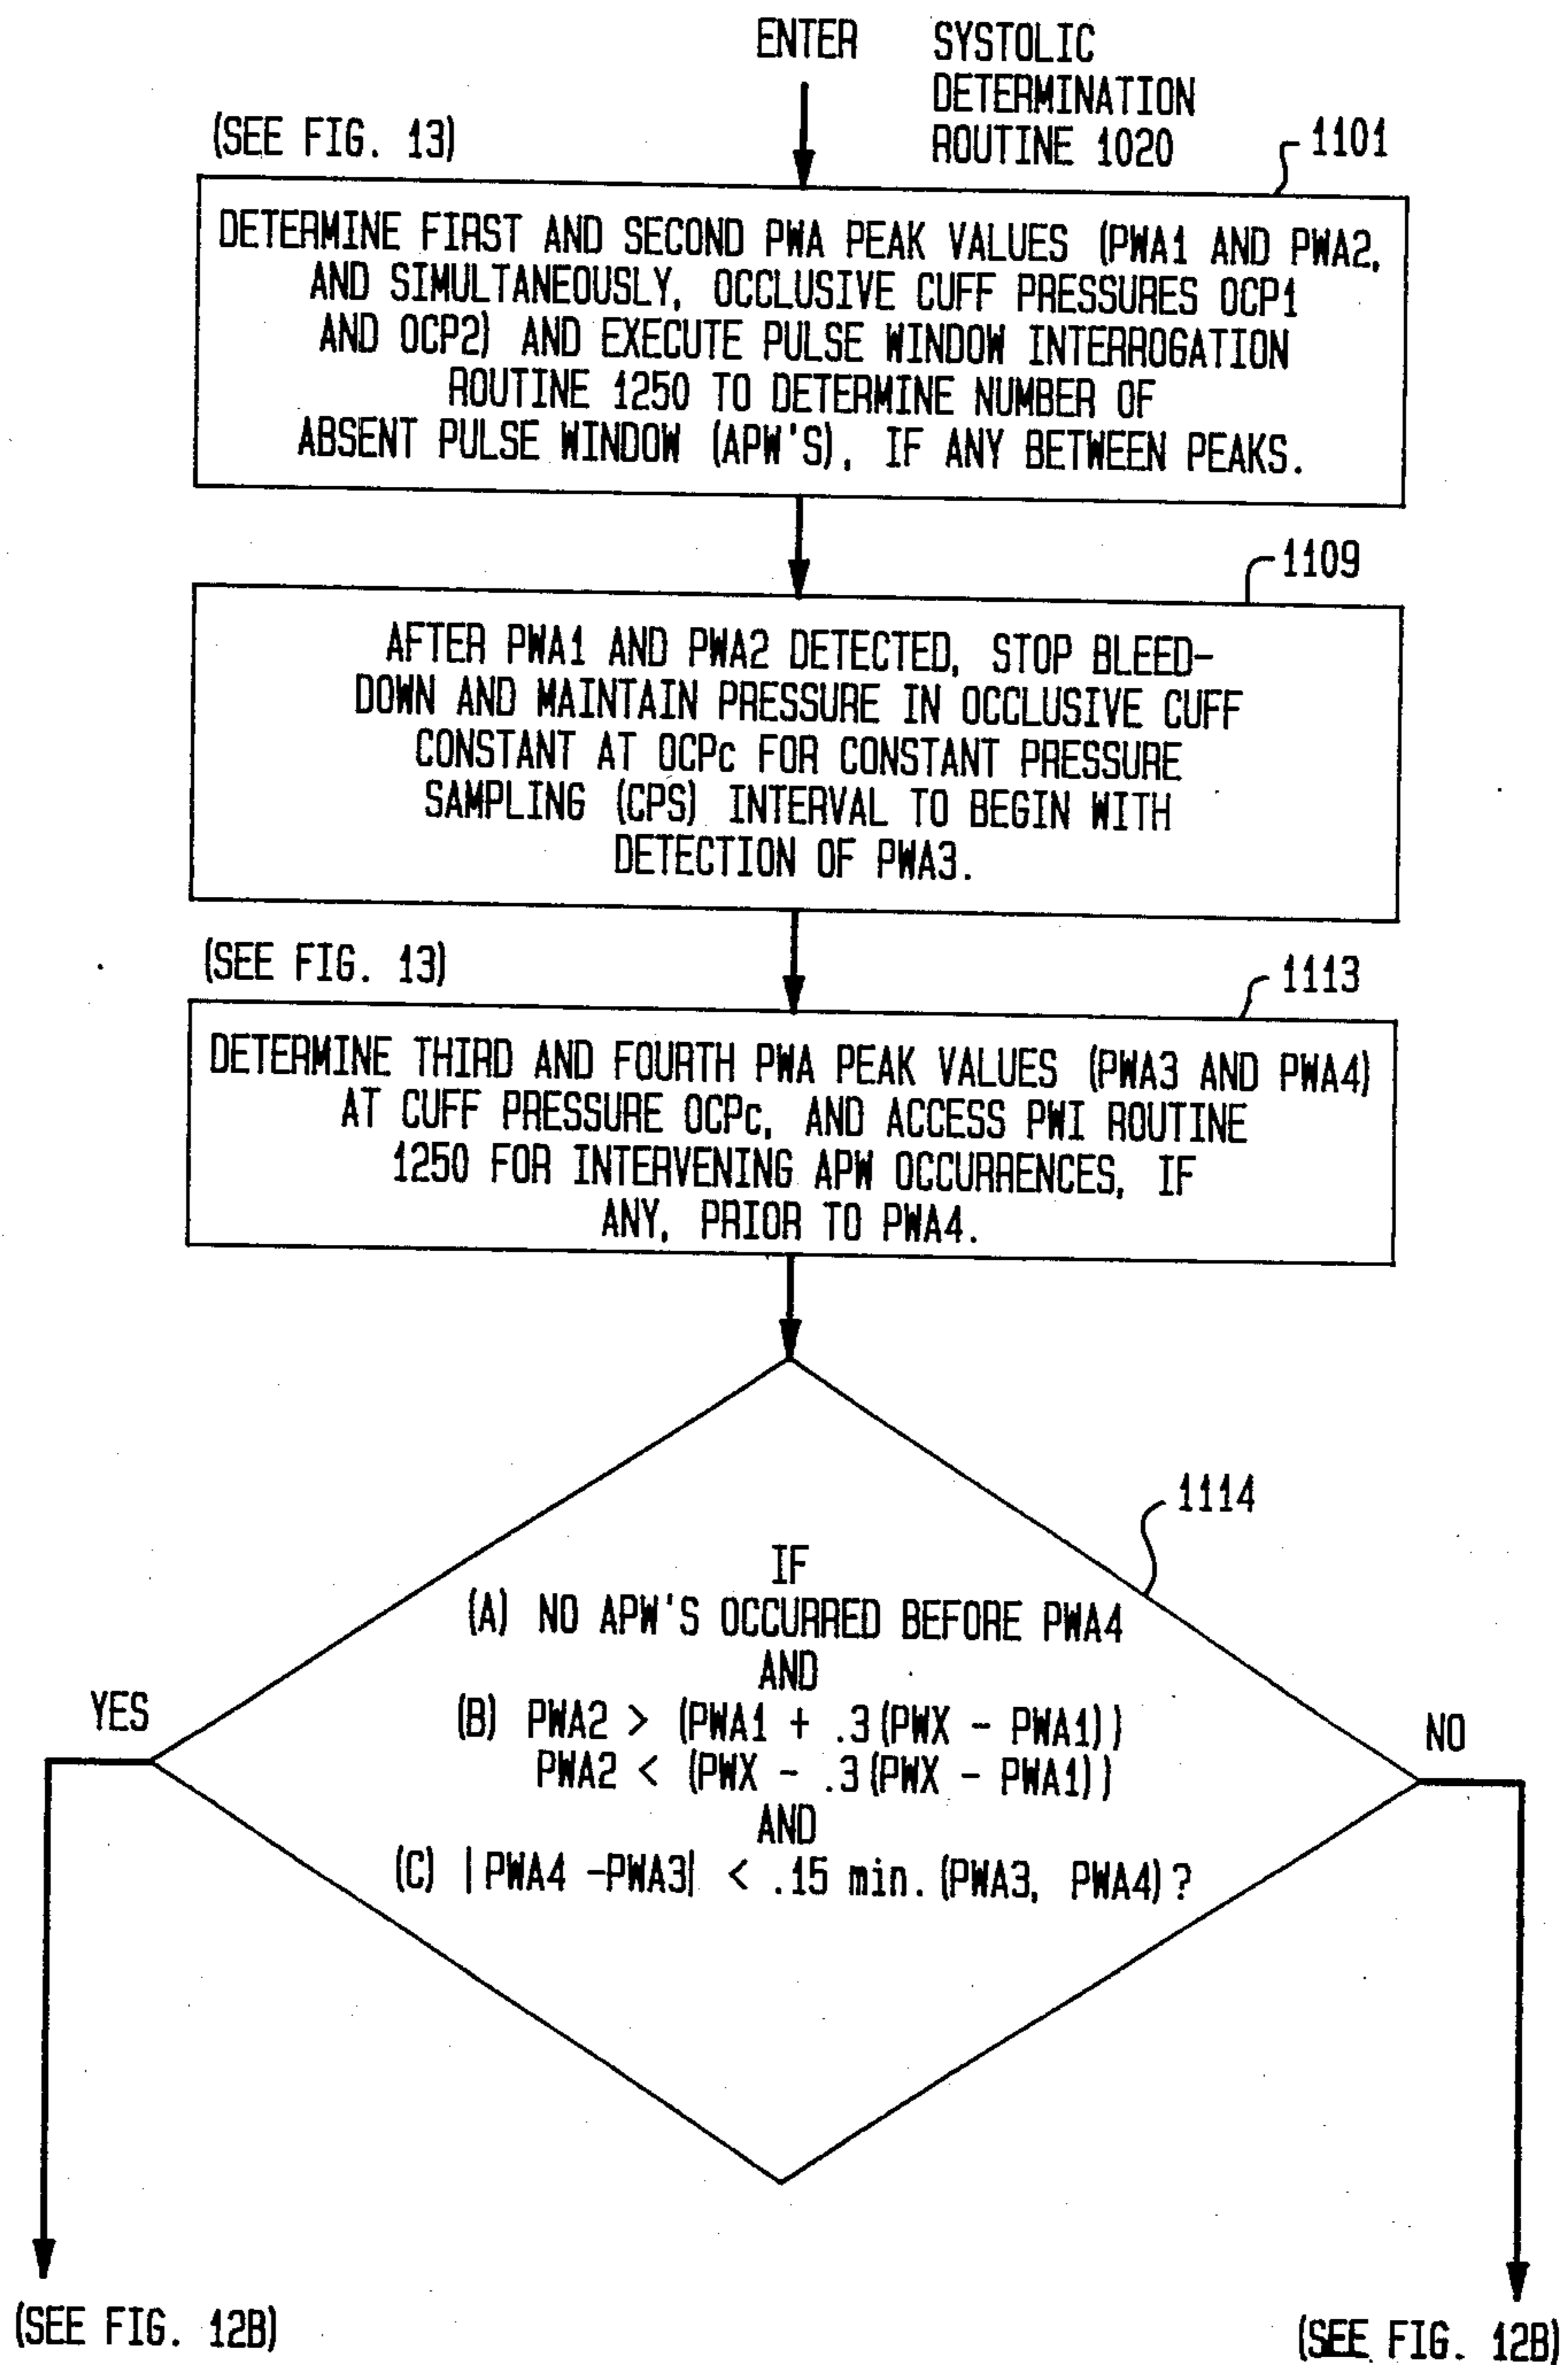 ENTER
SYSTOLIC
DETERMINATION
ROUTINE 1020
(SEE FIG. 13)
1101
DETERMINE FIRST AND SECOND PWA PEAK VALUES (PWA1 AND PWA2,
AND SIMULTANEOUSLY, OCCLUSIVE CUFF PRESSURES OCP1
AND OCP2) AND EXECUTE PULSE WINDOW INTERROGATION
ROUTINE 1250 TO DETERMINE NUMBER OF
ABSENT PULSE WINDOW (APW'S), IF ANY BETWEEN PEAKS.
1109
AFTER PWA1 AND PWA2 DETECTED, STOP BLEED-
DOWN AND MAINTAIN PRESSURE IN OCCLUSIVE CUFF
CONSTANT AT OCPc FOR CONSTANT PRESSURE
SAMPLING (CPS) INTERVAL TO BEGIN WITH
DETECTION OF PWA3.
(SEE FIG. 13)
1113
DETERMINE THIRD AND FOURTH PWA PEAK VALUES (PWA3 AND PWA4)
AT CUFF PRESSURE OCPc, AND ACCESS PWI ROUTINE
1250 FOR INTERVENING APW OCCURRENCES, IF
ANY, PRIOR TO PWA4.
1114
IF
(A) NO APW'S OCCURRED BEFORE PWA4
AND
(B) PWA2 > (PWA1 + .3(PWX - PWA1))
PWA2 < (PWX - .3(PWX - PWA1))
AND
(C) |PWA4 -PWA3| < .15 min.(PWA3, PWA4)?
YES
NO
(SEE FIG. 12B)
(SEE FIG. 12B)